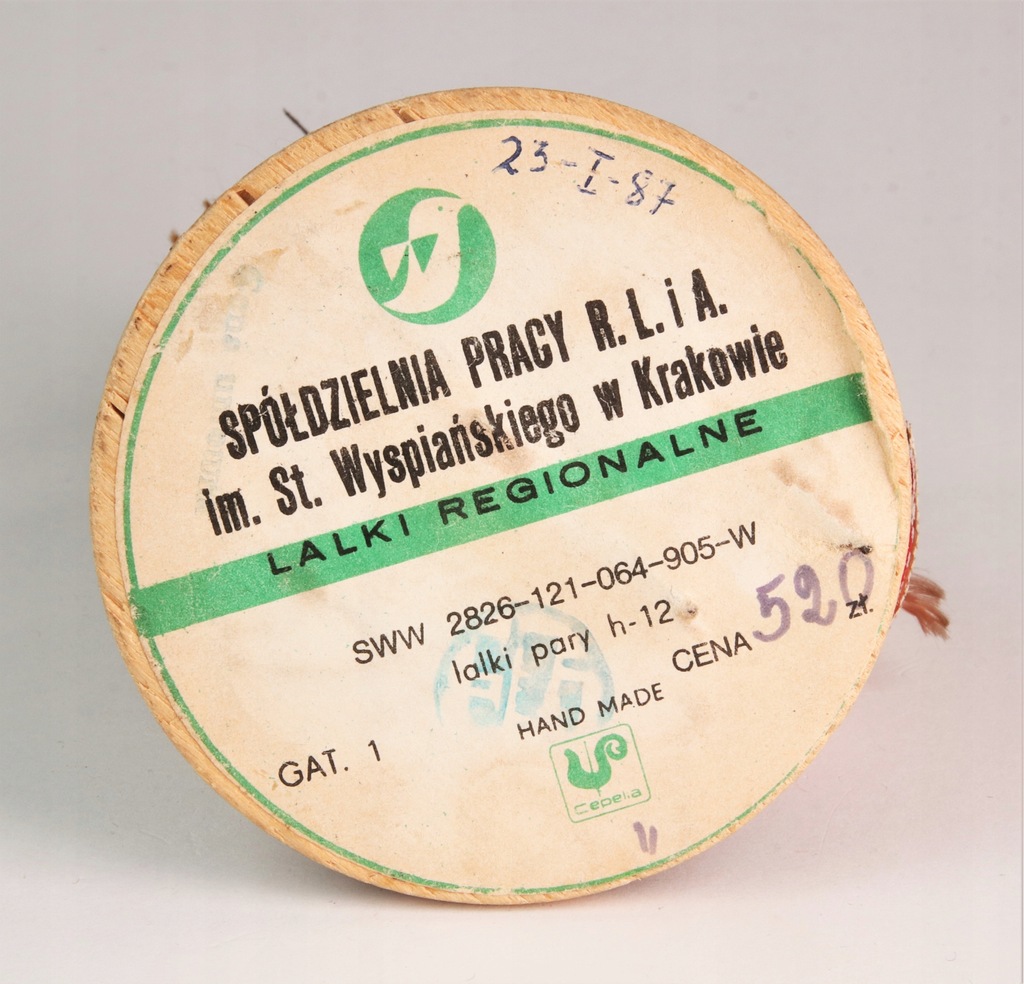 23-I-87
SPÓŁDZIELNIA PRACY R. L. i A.
im. St. Wyspiańskiego w Krakowie
LALKI REGIONALNE
SWW 2826-121-064-905-W
lalki pary h-12
CENA 520 zł.
HAND MADE
GAT. 1
Cepelia